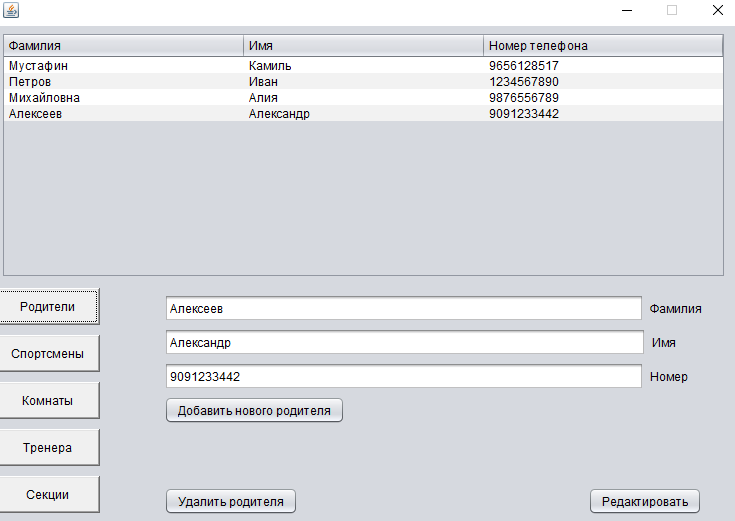 Фамилия Имя Номер телефона
Мустафин Камиль 9656128517
Петров Иван 1234567890
Михайловна Алия 9876556789
Алексеев Александр 9091233442
Родители
Спортсмены
Комнаты
Тренера
Секции
Алексеев Фамилия
Александр Имя
9091233442 Номер
Добавить нового родителя
Удалить родителя Редактировать